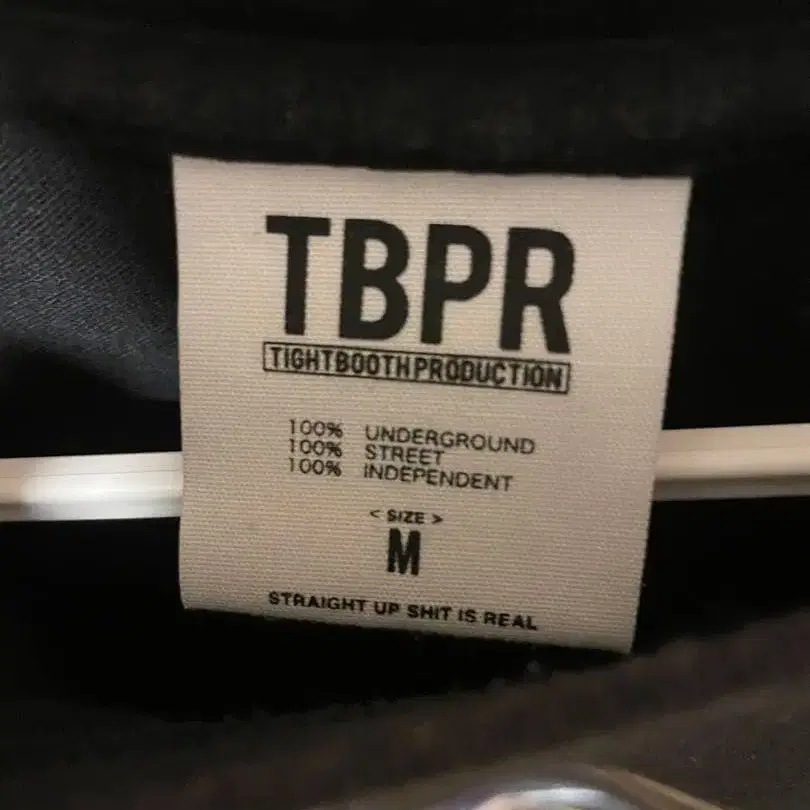 TBPR
TIGHTBOOTHPRODUCTION
100% UNDERGROUND
100% STREET
100% INDEPENDENT
< SIZE >
M
STRAIGHT UP SHIT IS REAL